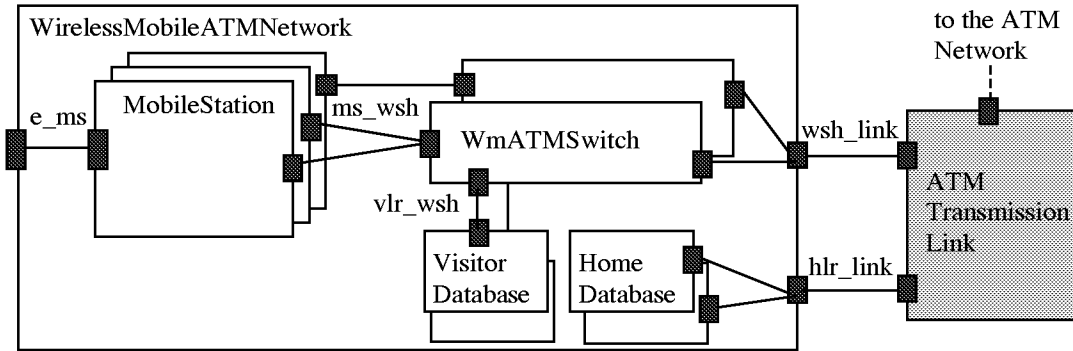 WirelessMobileATMNetwork
to the ATM
Network
MobileStation
e_ms
ms_wsh
WmATMSwitch
wsh_link
vlr_wsh
ATM
Transmission
Link
Visitor
Database
Home
Database
hlr_link